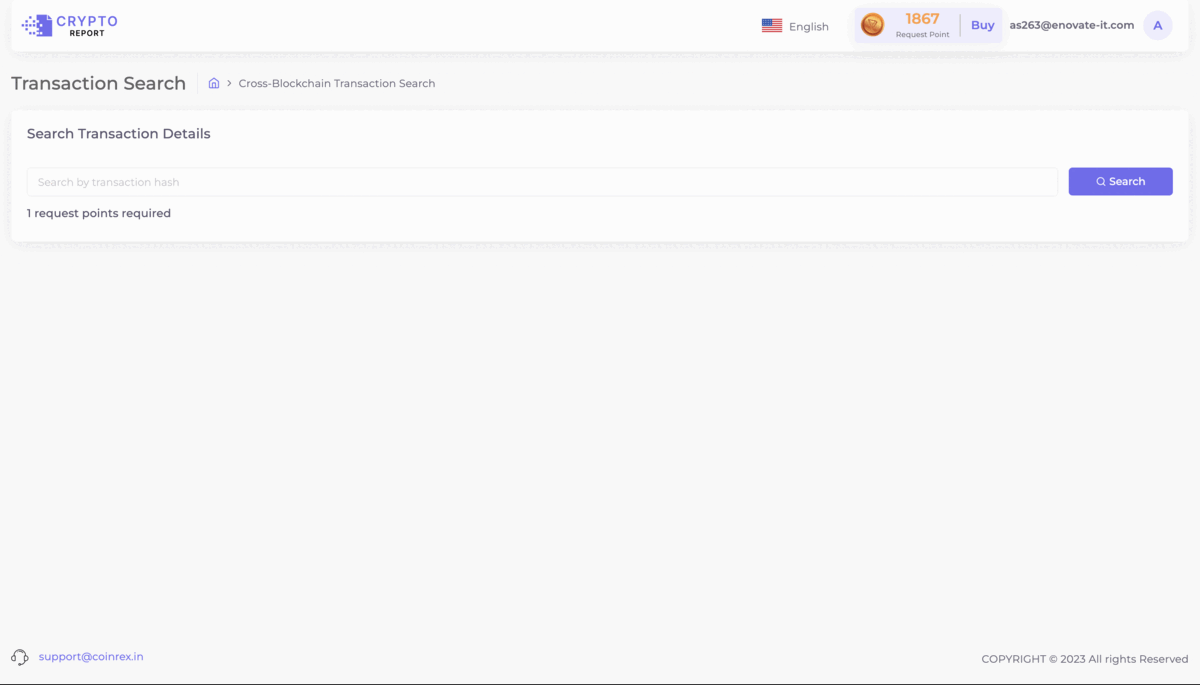 CRYPTO
REPORT
English
1867
Request Point
Buy
as263@enovate-it.com
A
Transaction Search
Cross-Blockchain Transaction Search
Search Transaction Details
Search by transaction hash
Search
1 request points required
support@coinrex.in
COPYRIGHT © 2023 All rights Reserved